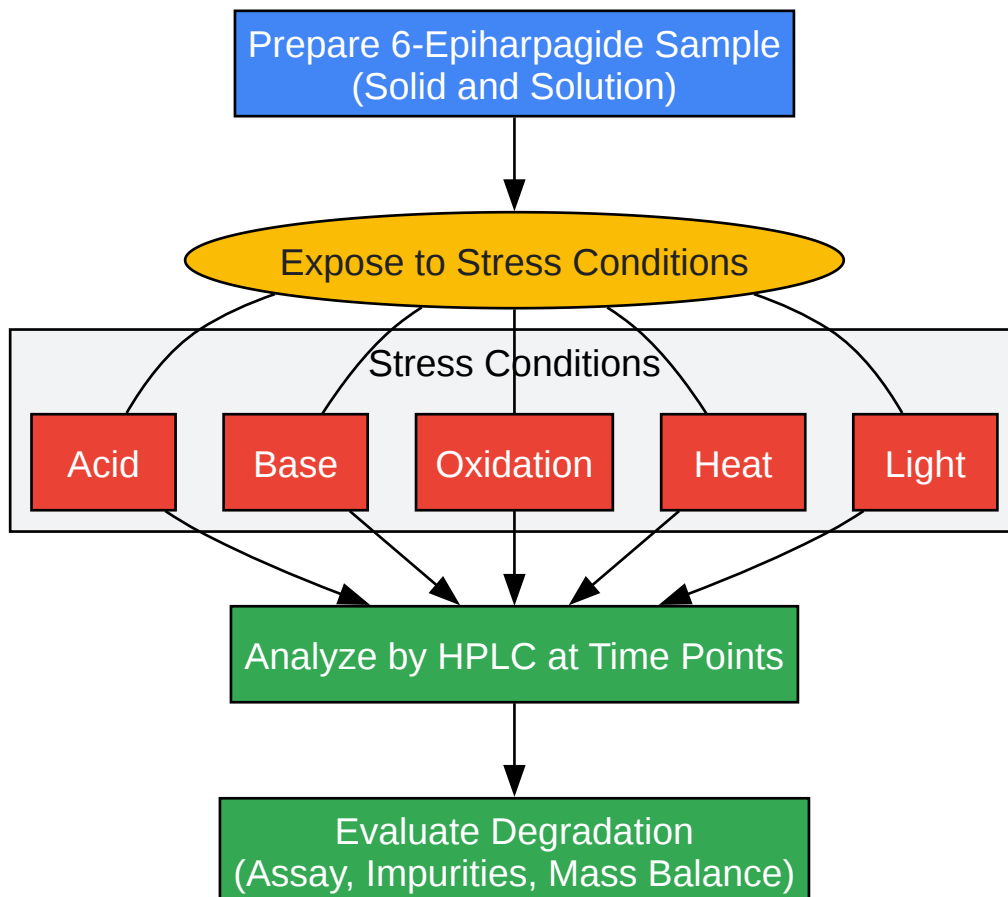 Prepare 6-Epiharpagide Sample
(Solid and Solution)
Expose to Stress Conditions
Stress Conditions
Acid
Base
Oxidation
Heat
Light
Analyze by HPLC at Time Points
Evaluate Degradation
(Assay, Impurities, Mass Balance)